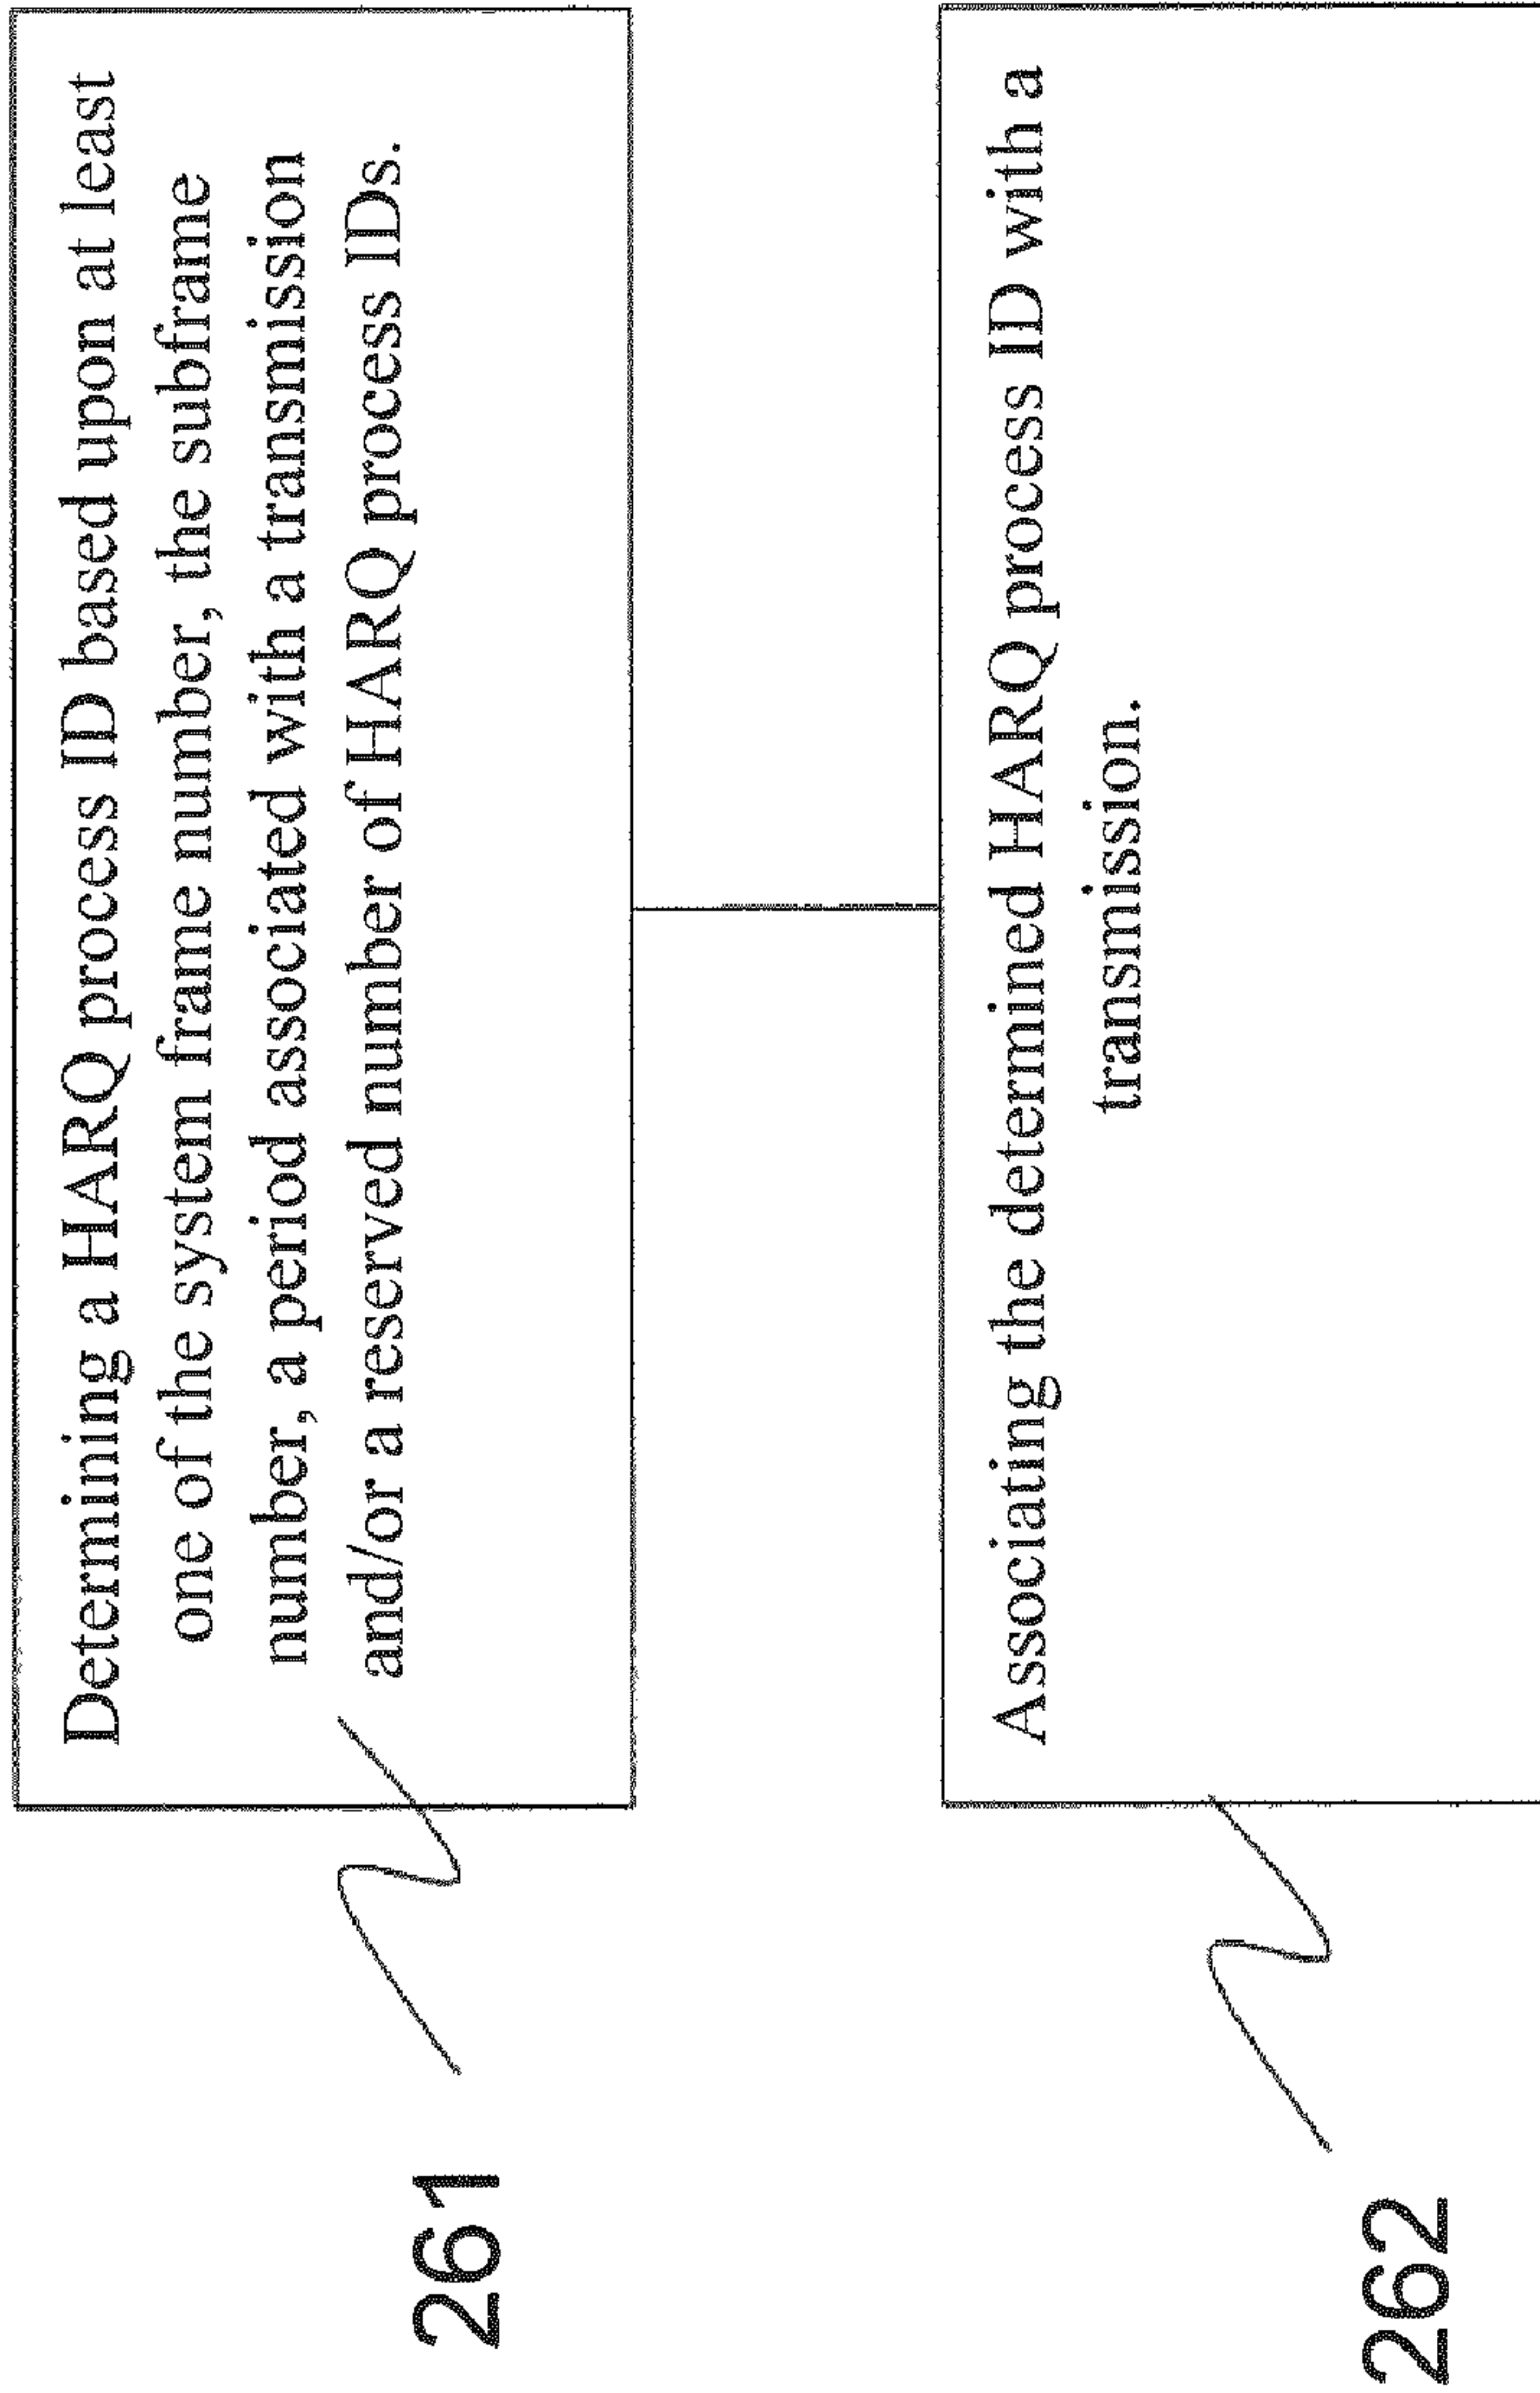 Determining a HARQ process ID based upon at least
one of the system frame number, the subframe
number, a period associated with a transmission
and/or a reserved number of HARQ process IDs.
261
Associating the determined HARQ process ID with a
transmission.
262